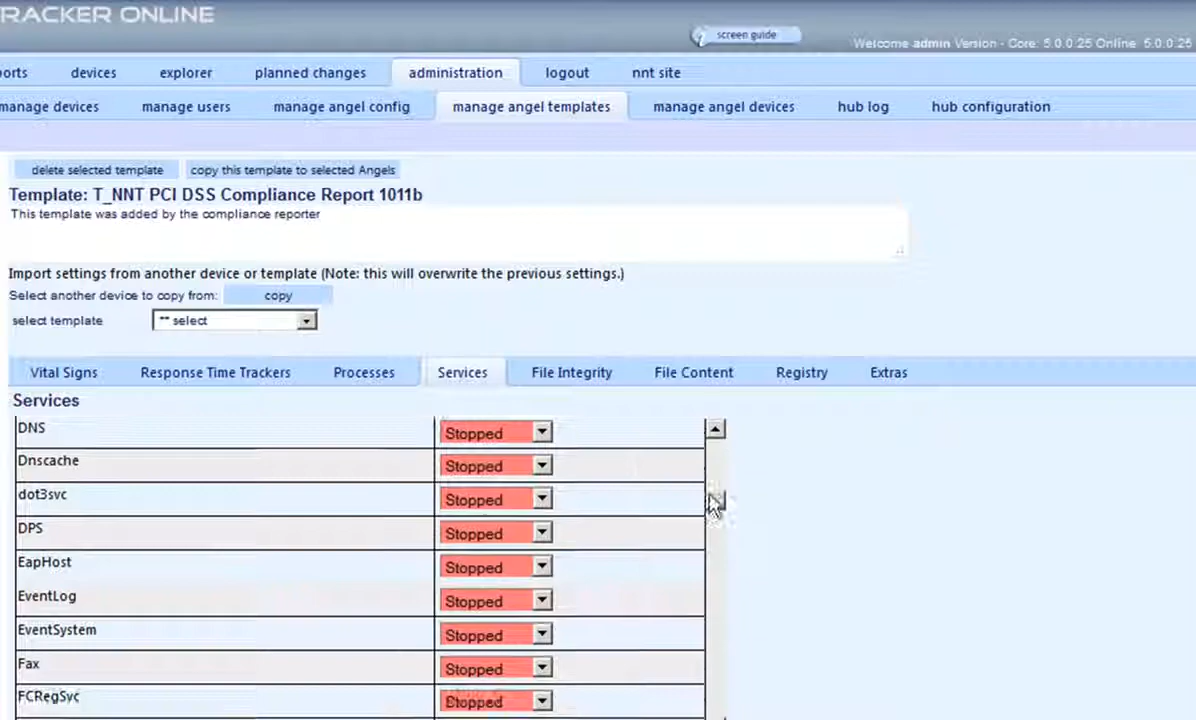 RACKER ONLINE
screen guide
Welcome admin Version - Core: 5.0.0.25 Online: 5.0.0.25
orts devices explorer planned changes administration logout nnt site
manage devices manage users manage angel config manage angel templates manage angel devices hub log hub configuration
delete selected template copy this template to selected Angels
Template: T_NNT PCI DSS Compliance Report 1011b
This template was added by the compliance reporter
Import settings from another device or template (Note: this will overwrite the previous settings.)
Select another device to copy from: copy
select template ** select
Vital Signs Response Time Trackers Processes Services File Integrity File Content Registry Extras
Services
DNS Stopped
Dnscache Stopped
dot3svc Stopped
DPS Stopped
EapHost Stopped
EventLog Stopped
EventSystem Stopped
Fax Stopped
FCRegSvc Stopped